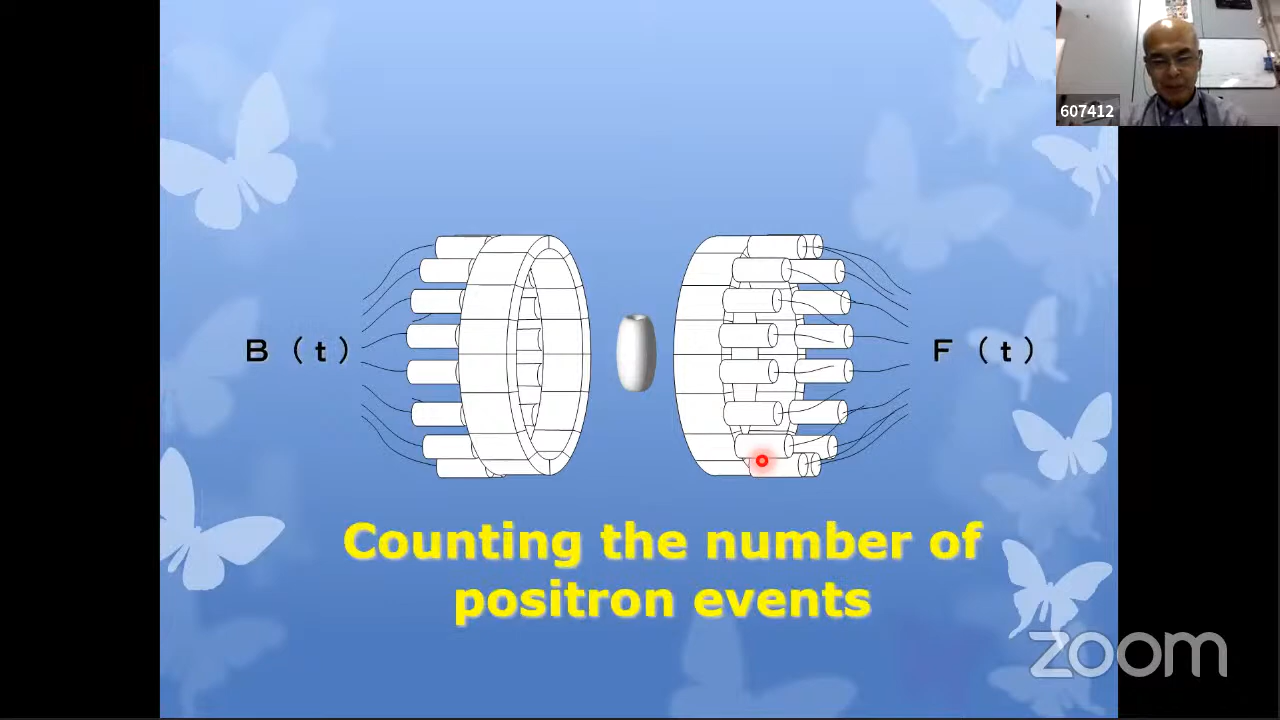 607412
B (t)
F (t)
Counting the number of
positron events
zoom